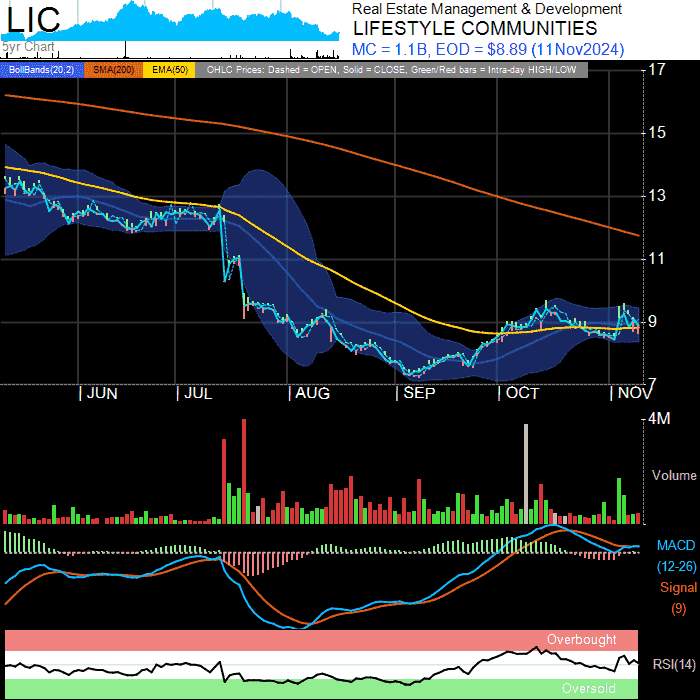 LIC
5yr Chart
Real Estate Management & Development
LIFESTYLE COMMUNITIES
MC = 1.1B, EOD = $8.89 (11Nov2024)
BollBands(20,2) SMA(200) EMA(50) OHLC Prices: Dashed = OPEN, Solid = CLOSE, Green/Red bars = Intra-day HIGH/LOW
17
15
13
11
9
7
JUN JUL AUG SEP OCT NOV
4M
Volume
MACD
(12-26)
Signal
(9)
Overbought
RSI(14)
Oversold